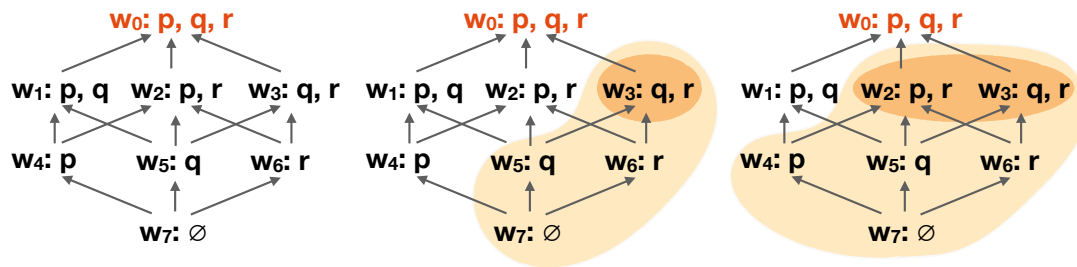 w₀: p, q, r
w₁: p, q w₂: p, r w₃: q, r
w₄: p w₅: q w₆: r
w₇: ∅
w₀: p, q, r
w₁: p, q w₂: p, r w₃: q, r
w₄: p w₅: q w₆: r
w₇: ∅
w₀: p, q, r
w₁: p, q w₂: p, r w₃: q, r
w₄: p w₅: q w₆: r
w₇: ∅